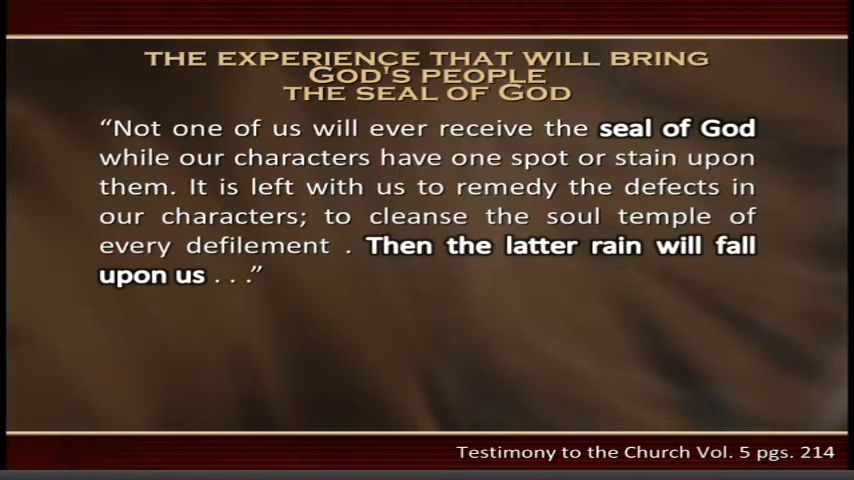 THE EXPERIENCE THAT WILL BRING
GOD'S PEOPLE
THE SEAL OF GOD
“Not one of us will ever receive the seal of God
while our characters have one spot or stain upon
them. It is left with us to remedy the defects in
our characters; to cleanse the soul temple of
every defilement . Then the latter rain will fall
upon us . . .”
Testimony to the Church Vol. 5 pgs. 214